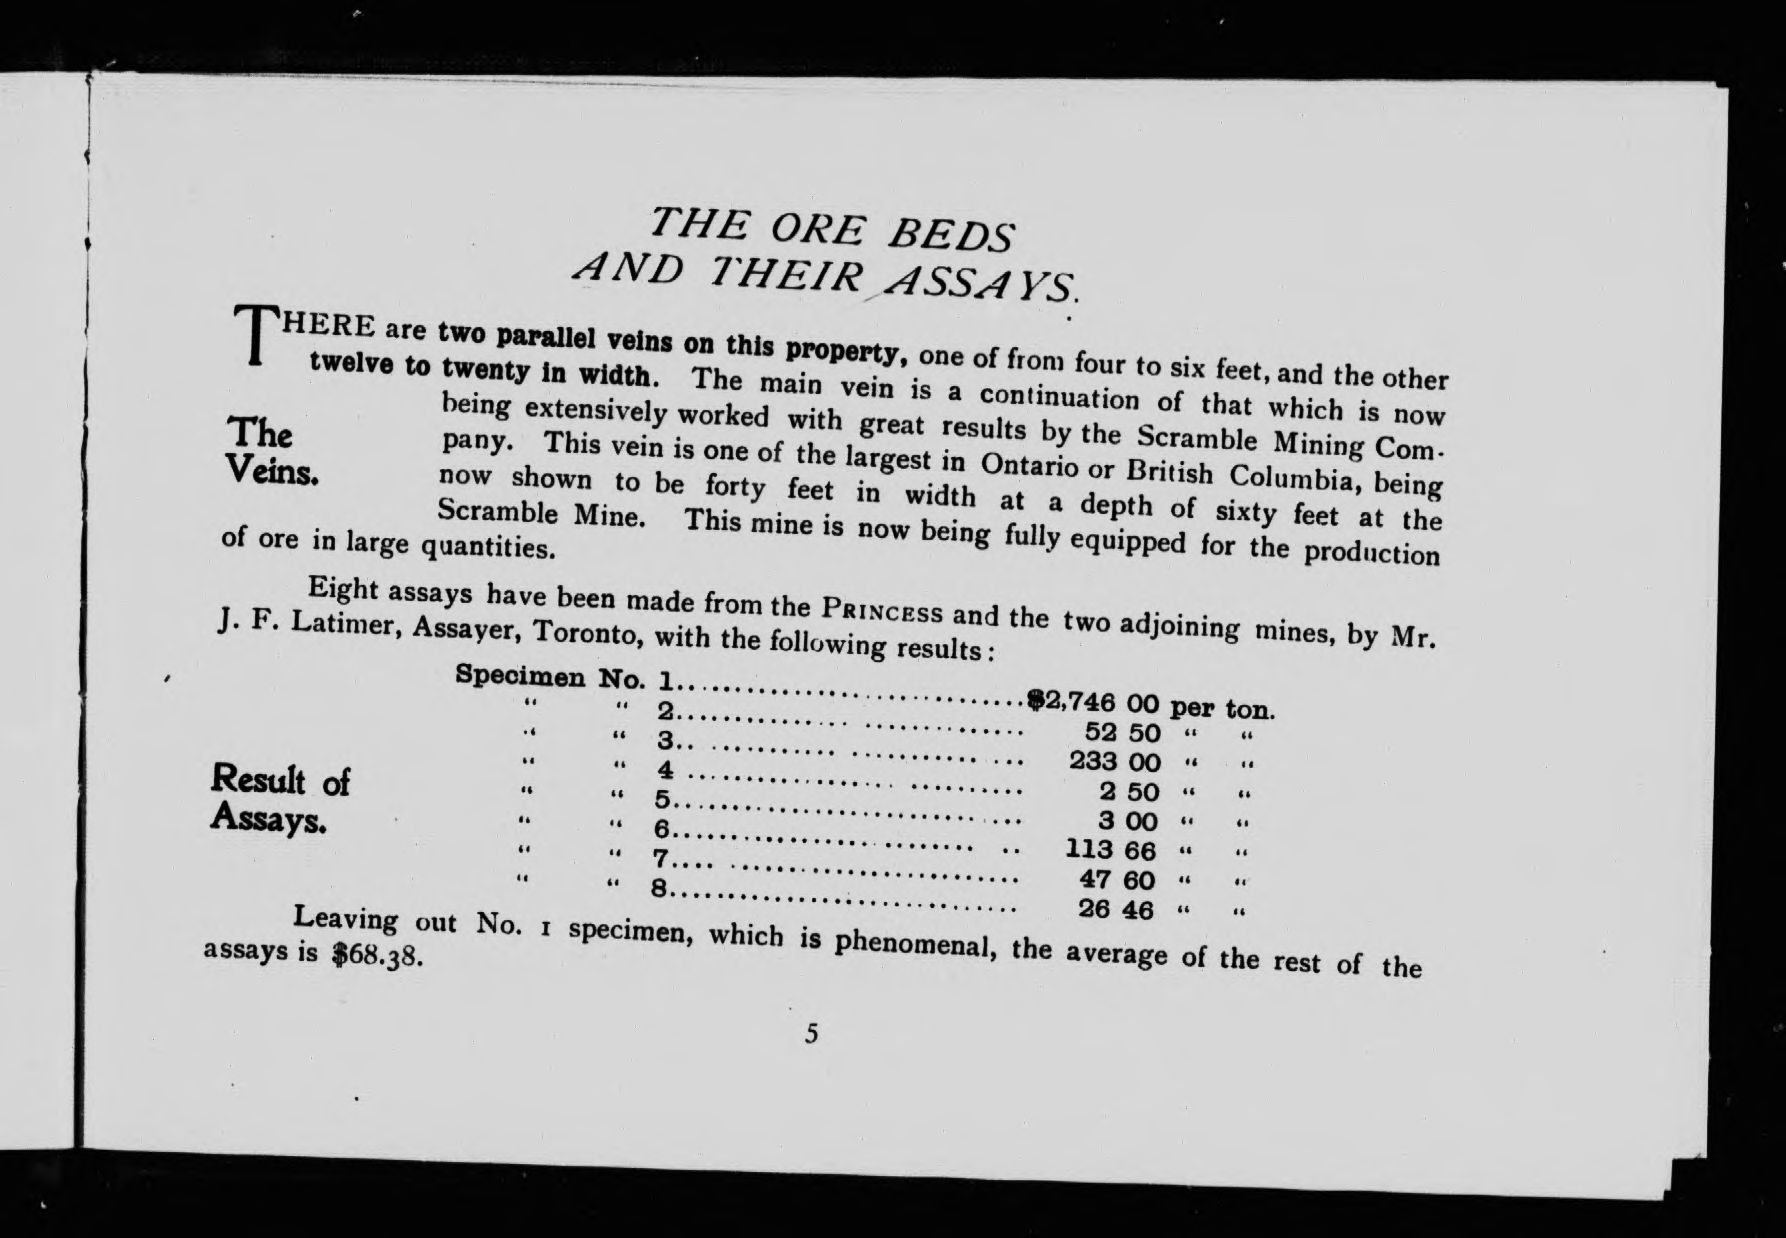 THE ORE BEDS
AND THEIR ASSAYS.
THERE are two parallel veins on this property, one of from four to six feet, and the other
twelve to twenty in width. The main vein is a continuation of that which is now
being extensively worked with great results by the Scramble Mining Com-
The
Veins.
pany. This vein is one of the largest in Ontario or British Columbia, being
now shown to be forty feet in width at a depth of sixty feet at the
Scramble Mine. This mine is now being fully equipped for the production
of ore in large quantities.
Eight assays have been made from the PRINCESS and the two adjoining mines, by Mr.
J. F. Latimer, Assayer, Toronto, with the following results:
Result of
Assays.
Specimen No. 1..............................$2,746 00 per ton.
“ “ 2.............................. 52 50 “ “
“ “ 3.............................. 233 00 “ “
“ “ 4.............................. 2 50 “ “
“ “ 5.............................. 3 00 “ “
“ “ 6.............................. 113 66 “ “
“ “ 7.............................. 47 60 “ “
“ “ 8.............................. 26 46 “ “
Leaving out No. 1 specimen, which is phenomenal, the average of the rest of the
assays is $68.38.
5